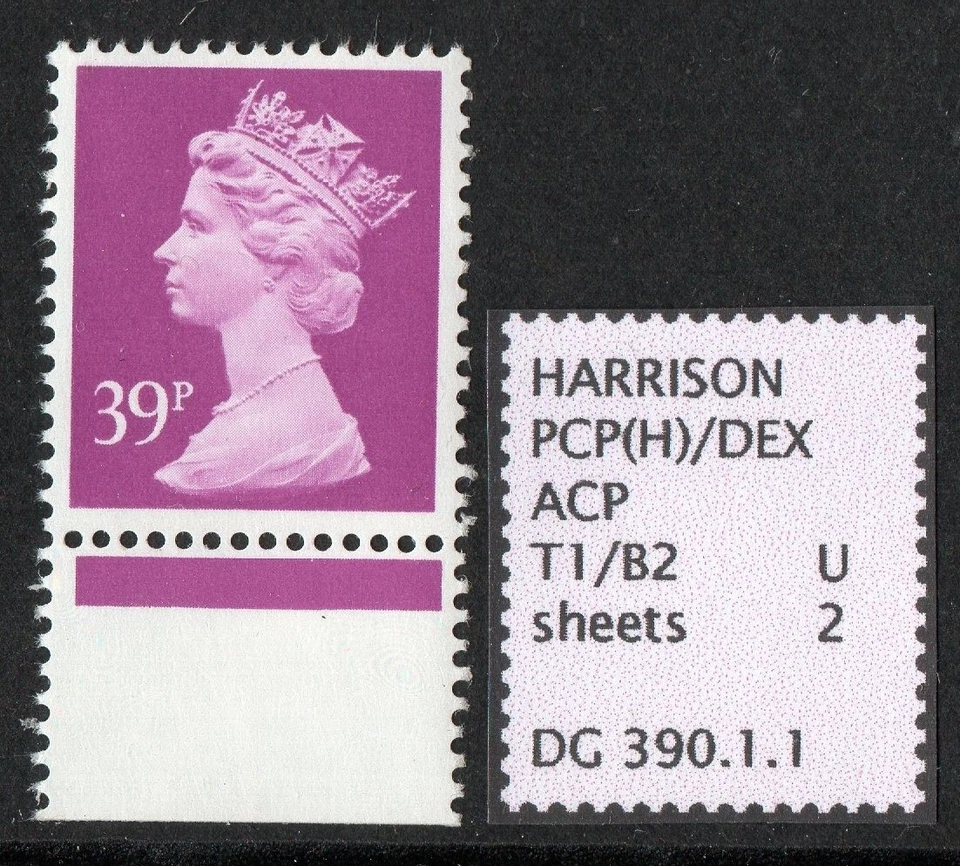 39P
HARRISON
PCP(H)/DEX
ACP
T1/B2 U
sheets 2
DG 390.1.1